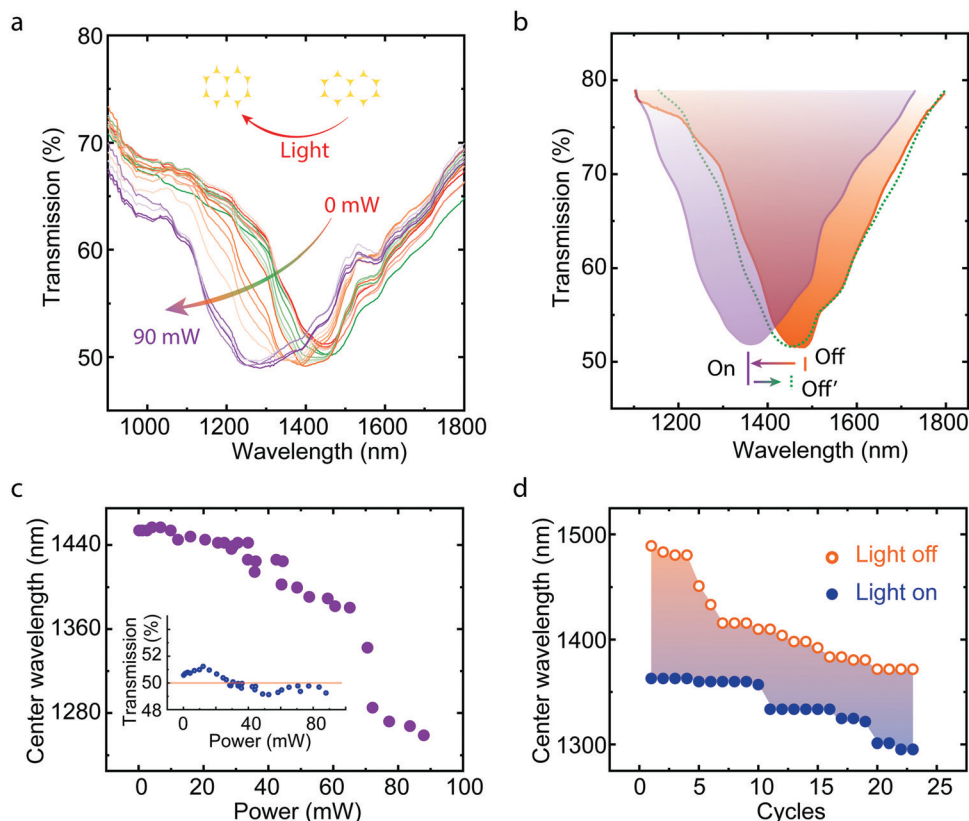 a
80
70
60
50
Transmission (%)
Light
0 mW
90 mW
1000 1200 1400 1600 1800
Wavelength (nm)
b
80
70
60
50
Transmission (%)
On
Off
Off′
1200 1400 1600 1800
Wavelength (nm)
c
1440
1360
1280
Center wavelength (nm)
Transmission (%)
51
50
48
0 40 80
Power (mW)
0 20 40 60 80 100
Power (mW)
d
1500
1400
1300
Center wavelength (nm)
Light off
Light on
0 5 10 15 20 25
Cycles